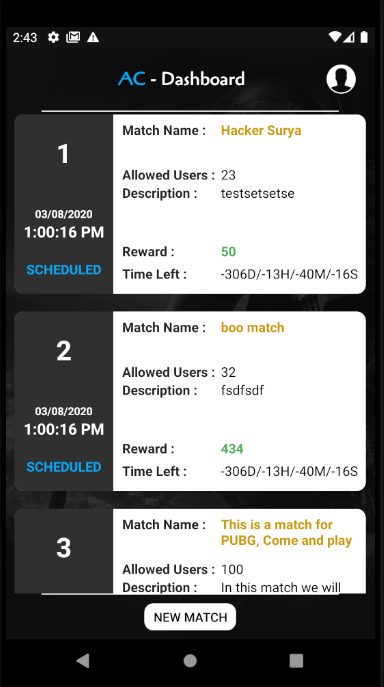 2:43
AC - Dashboard
1
03/08/2020
1:00:16 PM
SCHEDULED
Match Name : Hacker Surya
Allowed Users : 23
Description : testsetsetse
Reward : 50
Time Left : -306D/-13H/-40M/-16S
2
03/08/2020
1:00:16 PM
SCHEDULED
Match Name : boo match
Allowed Users : 32
Description : fsdfsdf
Reward : 434
Time Left : -306D/-13H/-40M/-16S
3
Match Name : This is a match for
PUBG, Come and play
Allowed Users : 100
Description : In this match we will
NEW MATCH